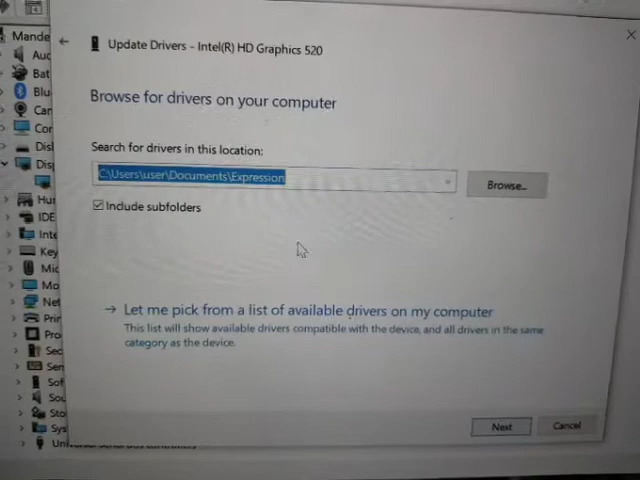 Mande
Update Drivers - Intel(R) HD Graphics 520
Browse for drivers on your computer
Search for drivers in this location:
C:\Users\user\Documents\Expression
Browse...
Include subfolders
Let me pick from a list of available drivers on my computer
This list will show available drivers compatible with the device, and all drivers in the same
category as the device.
Next
Cancel
Aud
Bat
Blu
Can
Con
Disl
Disp
Hun
IDE
Inte
Key
Mic
Mo
Net
Prin
Pro
Sec
Sen
Sof
Sou
Sto
Sys